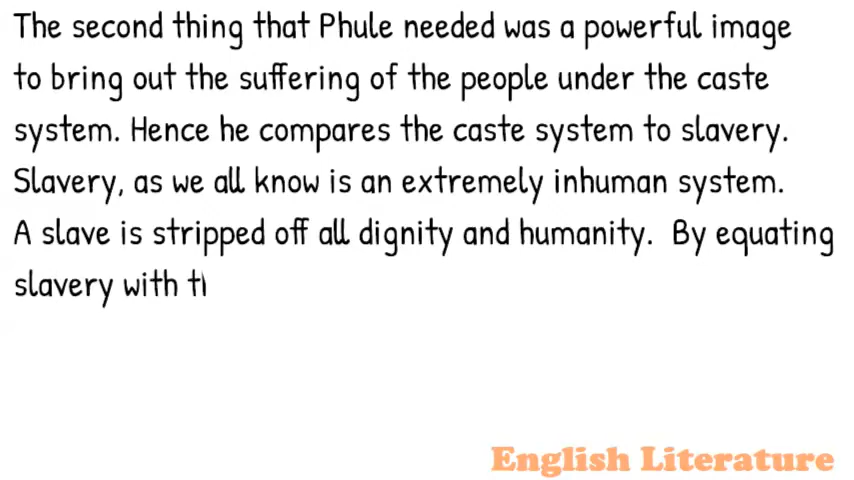 The second thing that Phule needed was a powerful image
to bring out the suffering of the people under the caste
system. Hence he compares the caste system to slavery.
Slavery, as we all know is an extremely inhuman system.
A slave is stripped off all dignity and humanity. By equating
slavery with
English Literature